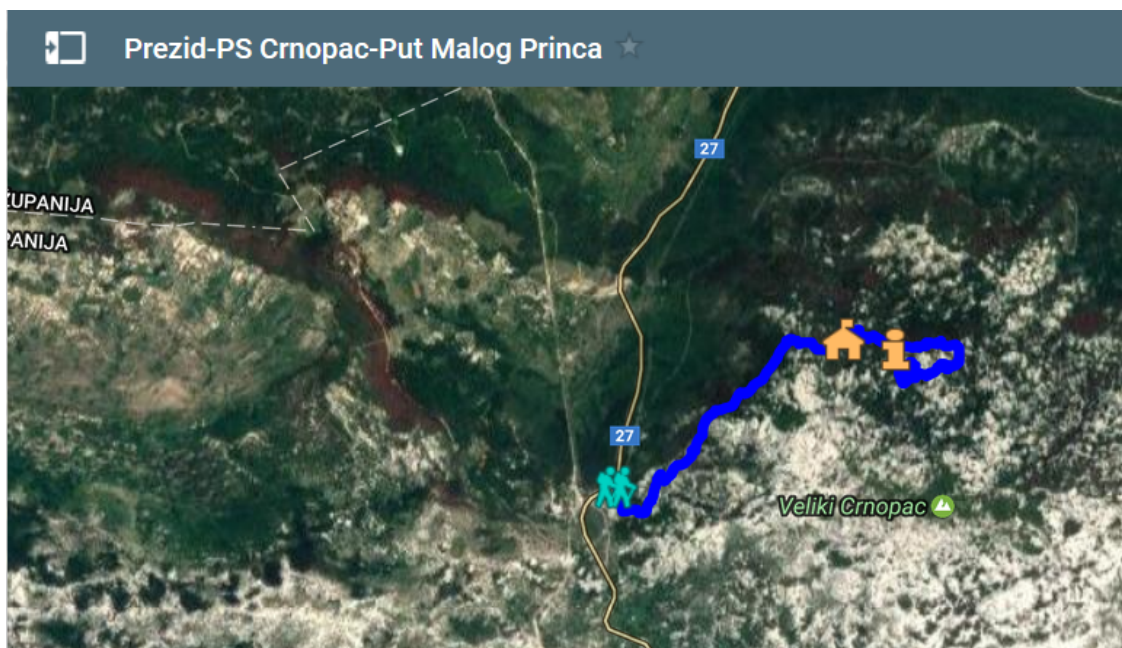 Prezid-PS Crnopac-Put Malog Princa
27
ŽUPANIJA
PANIJA
27
Veliki Crnopac